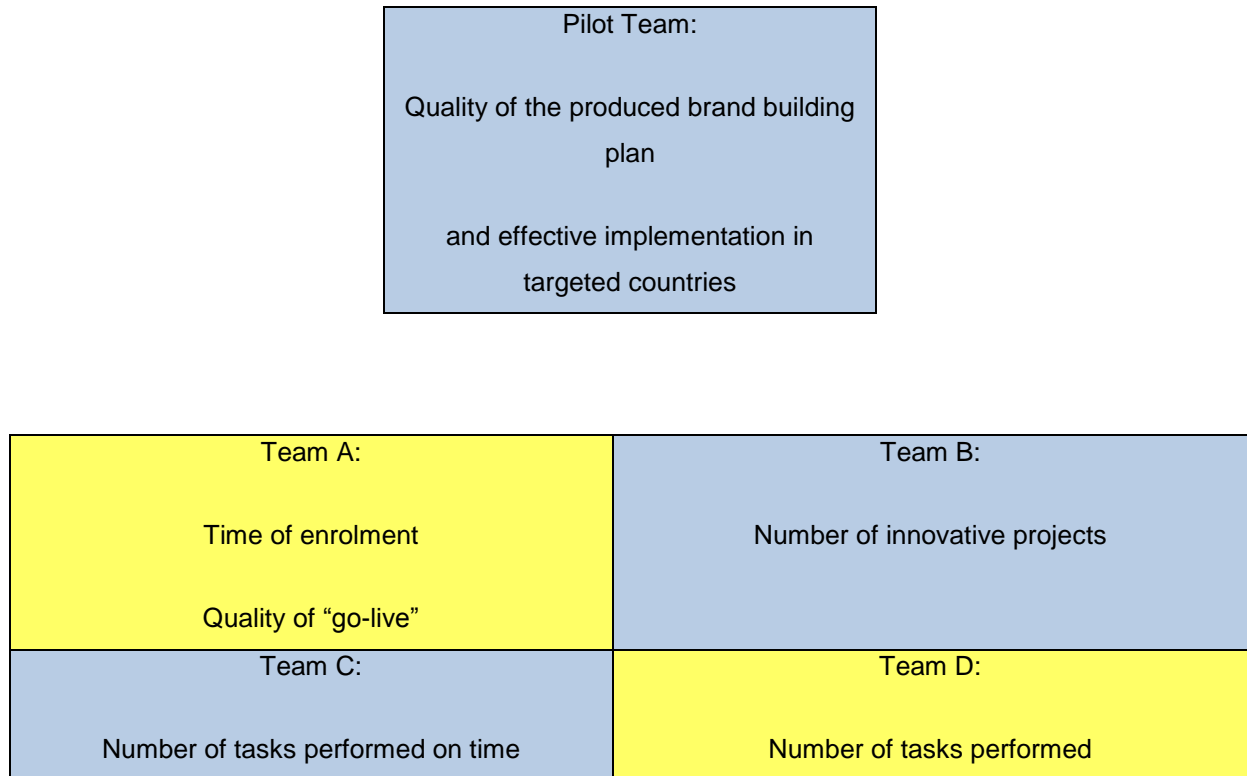 Pilot Team:
Quality of the produced brand building
plan
and effective implementation in
targeted countries
Team A:
Time of enrolment
Quality of “go-live”
Team B:
Number of innovative projects
Team C:
Number of tasks performed on time
Team D:
Number of tasks performed